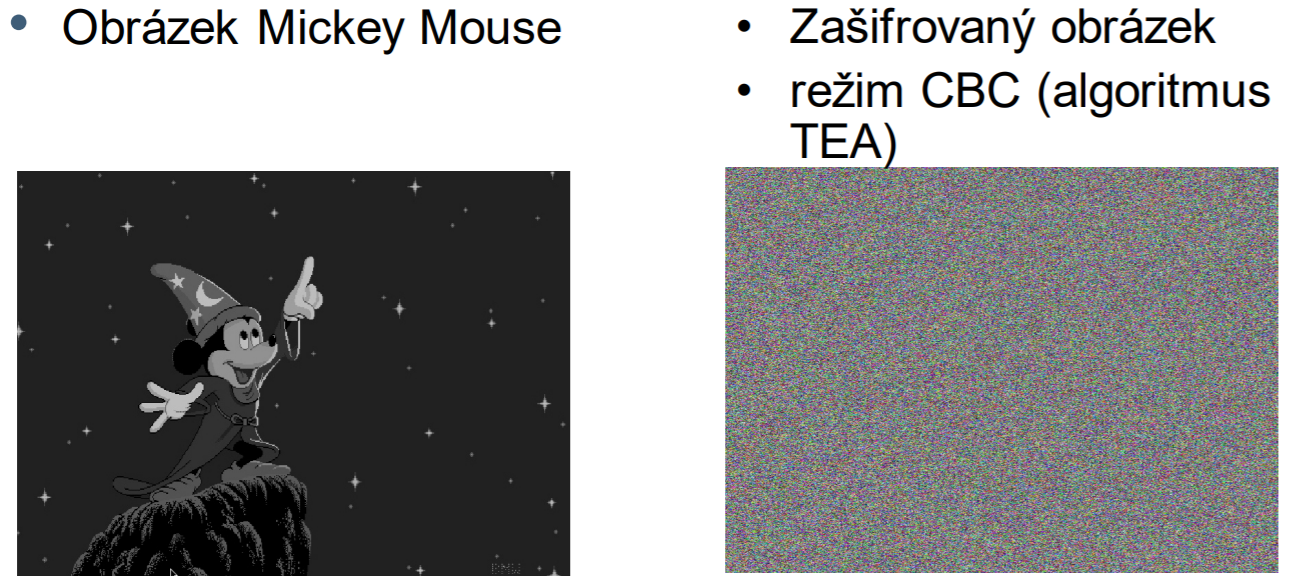 Obrázek Mickey Mouse
Zašifrovaný obrázek
režim CBC (algoritmus
TEA)